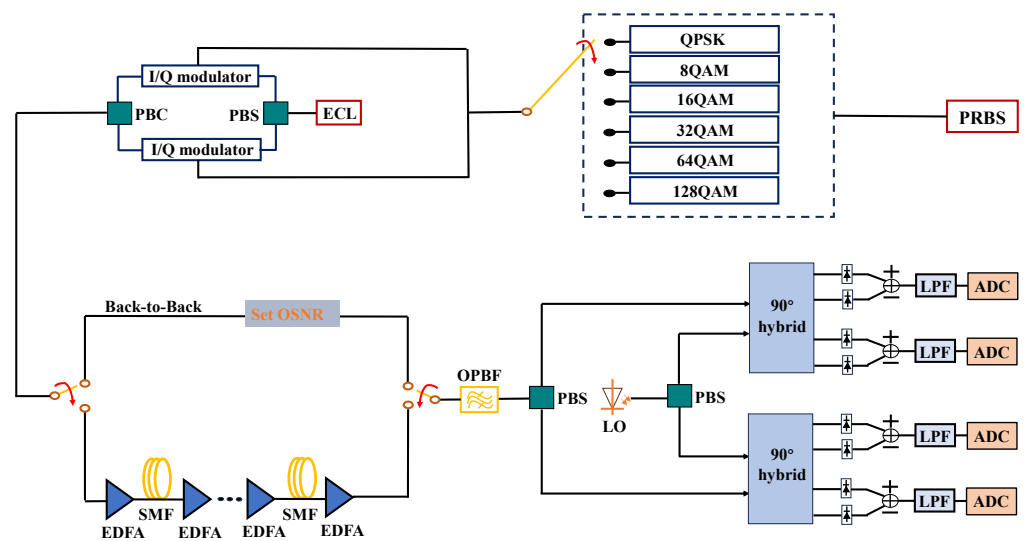 QPSK
8QAM
16QAM
32QAM
64QAM
128QAM
PRBS
I/Q modulator
PBC
PBS
ECL
I/Q modulator
Back-to-Back
Set OSNR
OPBF
PBS
LO
PBS
EDFA
SMF
EDFA
EDFA
SMF
EDFA
90°
hybrid
+
−
LPF
ADC
+
−
LPF
ADC
90°
hybrid
+
−
LPF
ADC
+
−
LPF
ADC